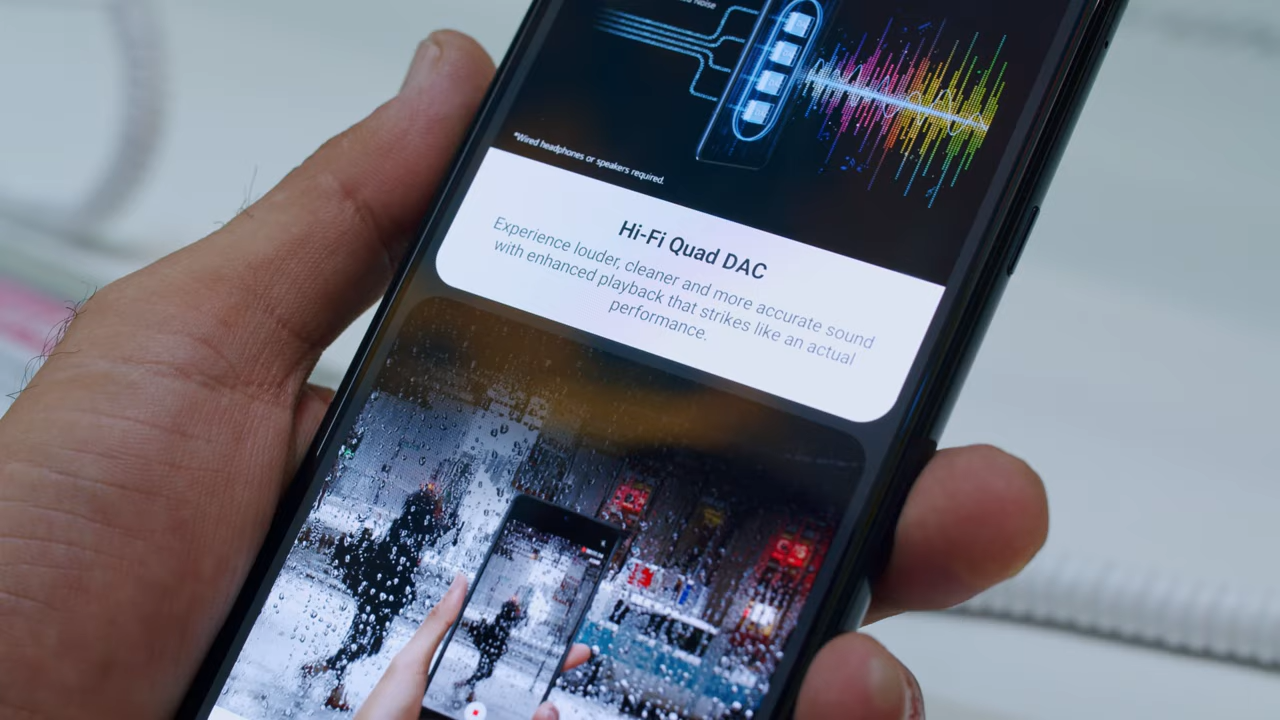 Noise
*Wired headphones or speakers required.
Hi-Fi Quad DAC
Experience louder, cleaner and more accurate sound
with enhanced playback that strikes like an actual
performance.